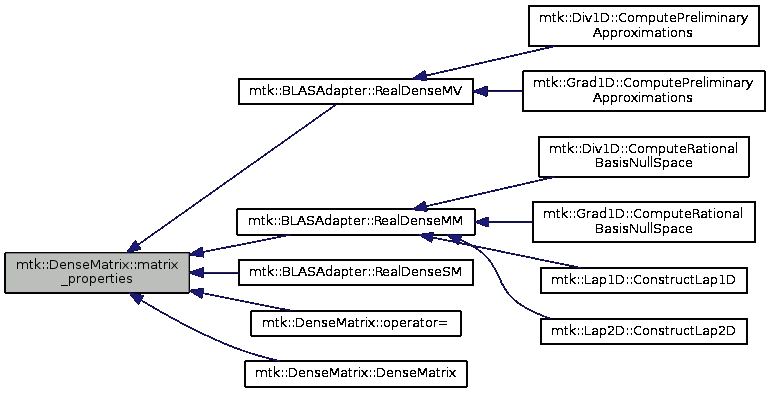 mtk::Div1D::ComputePreliminary
Approximations
mtk::BLASAdapter::RealDenseMV
mtk::Grad1D::ComputePreliminary
Approximations
mtk::Div1D::ComputeRational
BasisNullSpace
mtk::BLASAdapter::RealDenseMM
mtk::Grad1D::ComputeRational
BasisNullSpace
mtk::DenseMatrix::matrix
_properties
mtk::BLASAdapter::RealDenseSM
mtk::Lap1D::ConstructLap1D
mtk::DenseMatrix::operator=
mtk::Lap2D::ConstructLap2D
mtk::DenseMatrix::DenseMatrix